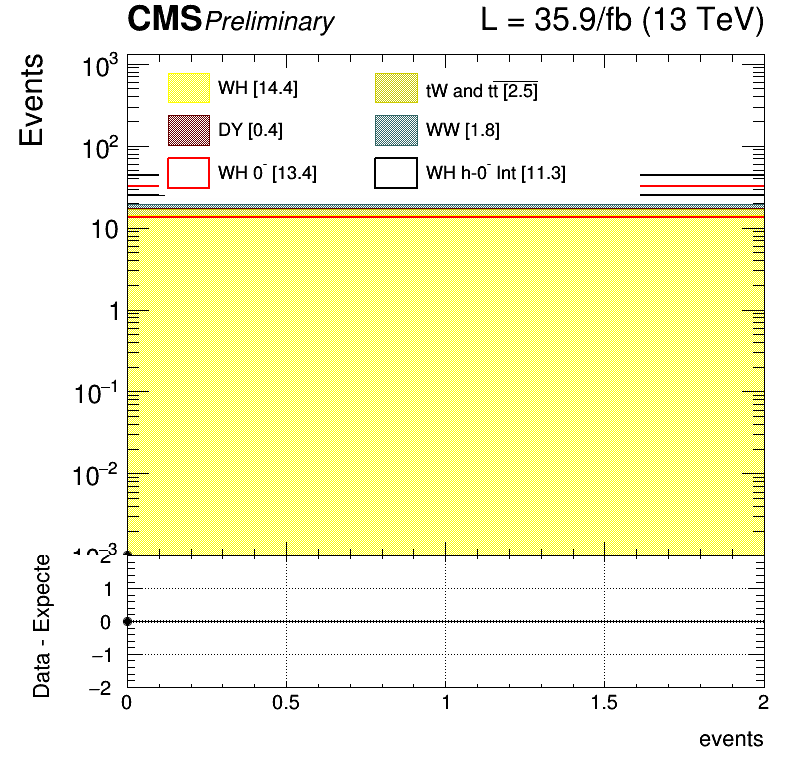 CMS Preliminary L = 35.9/fb (13 TeV)
Events
10³
10²
10
1
10⁻¹
10⁻²
10⁻³
WH [14.4]
tW and tt [2.5]
DY [0.4]
WW [1.8]
WH 0⁻ [13.4]
WH h-0⁻ Int [11.3]
Data - Expecte
2
1
0
−1
−2
0 0.5 1 1.5 2
events